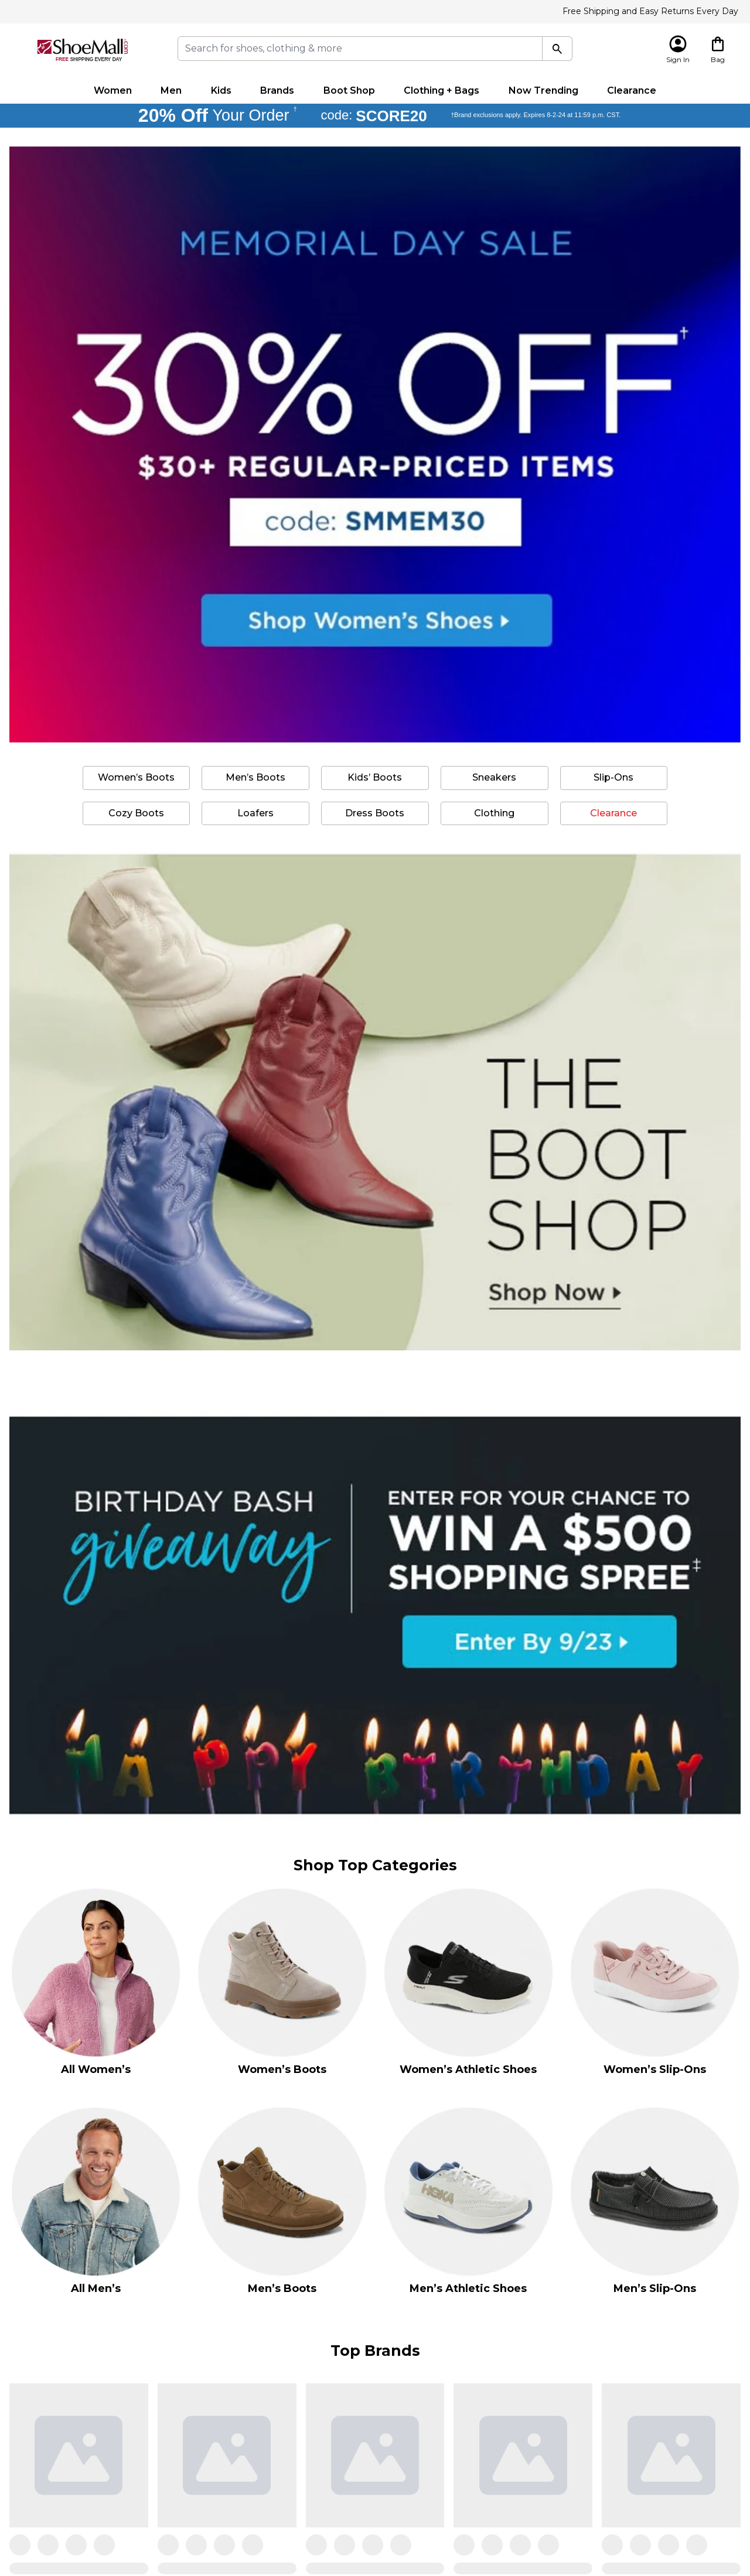 Free Shipping and Easy Returns Every Day
ShoeMall
FREE SHIPPING EVERY DAY
Search for shoes, clothing & more
Sign In
Bag
Women Men Kids Brands Boot Shop Clothing + Bags Now Trending Clearance
20% Off Your Order † code: SCORE20 †Brand exclusions apply. Expires 8-2-24 at 11:59 p.m. CST.
MEMORIAL DAY SALE
30% OFF†
$30+ REGULAR-PRICED ITEMS
code: SMMEM30
Shop Women's Shoes
Women's Boots Men's Boots Kids' Boots Sneakers Slip-Ons
Cozy Boots Loafers Dress Boots Clothing Clearance
THE
BOOT
SHOP
Shop Now
BIRTHDAY BASH
giveaway
ENTER FOR YOUR CHANCE TO
WIN A $500
SHOPPING SPREE‡
Enter By 9/23
HAPPY BIRTHDAY
Shop Top Categories
All Women's Women's Boots Women's Athletic Shoes Women's Slip-Ons
HOKA
All Men's Men's Boots Men's Athletic Shoes Men's Slip-Ons
Top Brands